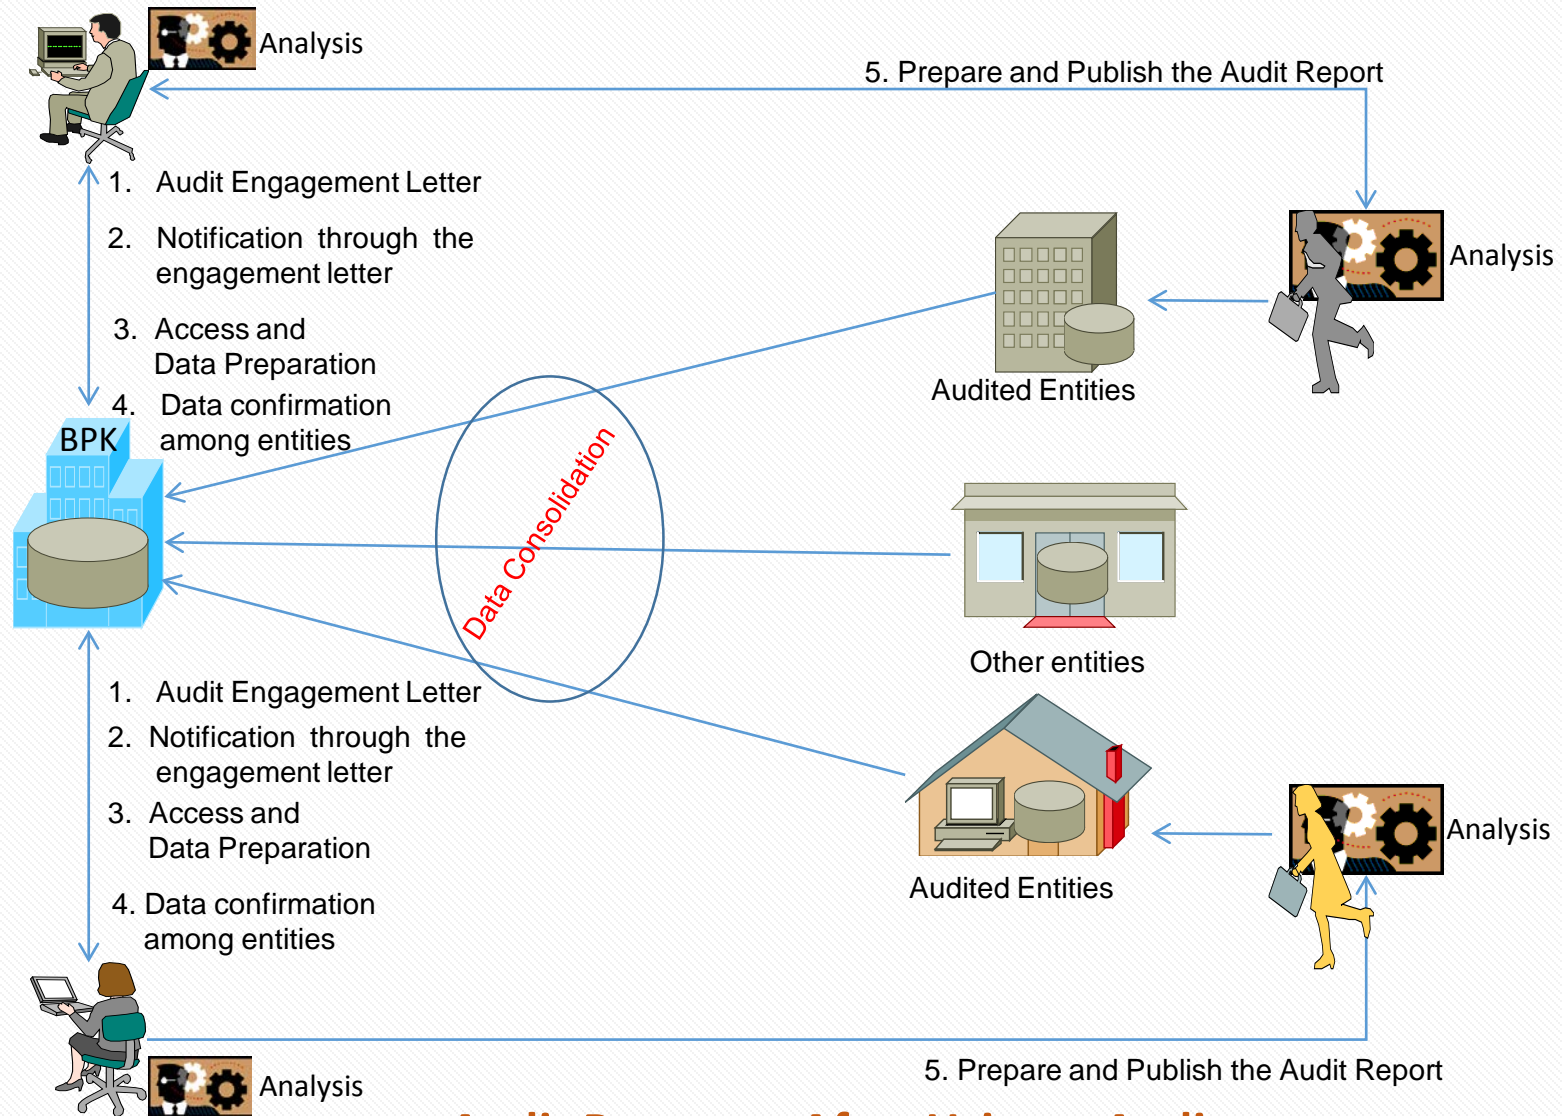 Analysis
5. Prepare and Publish the Audit Report
1. Audit Engagement Letter
2. Notification through the
engagement letter
3. Access and
Data Preparation
4. Data confirmation
among entities
BPK
Data Consolidation
Audited Entities
Analysis
Other entities
1. Audit Engagement Letter
2. Notification through the
engagement letter
3. Access and
Data Preparation
4. Data confirmation
among entities
Audited Entities
Analysis
Analysis
5. Prepare and Publish the Audit Report